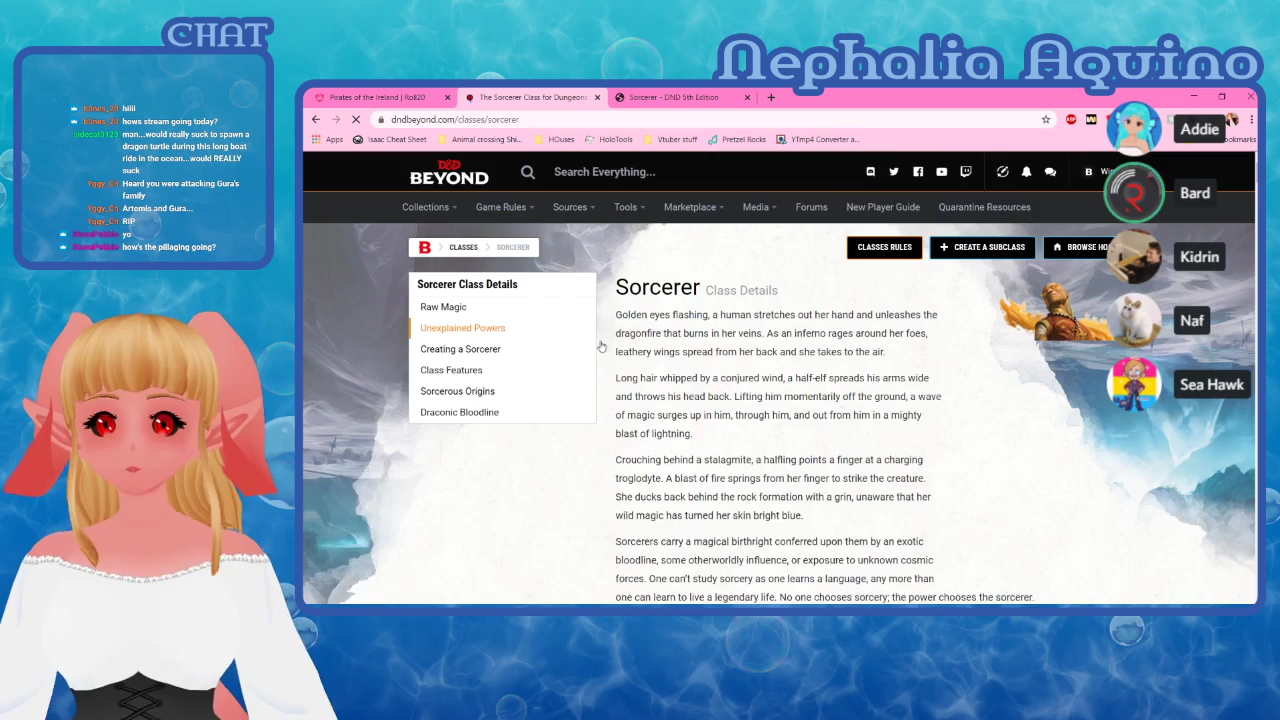 CHAT
b0nes_20 hiiii
b0nes_20 hows stream going today?
sidecat0123 man...would really suck to spawn a
dragon turtle during this long boat
ride in the ocean...would REALLY
suck
Yggy_Ch Heard you were attacking Gura's
family
Yggy_Ch Artemis and Gura...
Yggy_Ch RIP
yo
how's the pillaging going?
Nephalia Aquino
Pirates of the Ireland | Roll20
The Sorcerer Class for Dungeons
Sorcerer - DND 5th Edition
dndbeyond.com/classes/sorcerer
Apps
Isaac Cheat Sheet
Animal crossing Shi...
HOuses
HoloTools
Vtuber stuff
Pretzel Rocks
YTmp4 Converte a...
D&D
BEYOND
Search Everything...
Collections
Game Rules
Sources
Tools
Marketplace
Media
Forums
New Player Guide
Quarantine Resources
B
CLASSES
SORCERER
CLASSES RULES
CREATE A SUBCLASS
BROWSE HO
Sorcerer Class Details
Raw Magic
Unexplained Powers
Creating a Sorcerer
Class Features
Sorcerous Origins
Draconic Bloodline
Sorcerer Class Details
Golden eyes flashing, a human stretches out her hand and unleashes the
dragonfire that burns in her veins. As an inferno rages around her foes,
leathery wings spread from her back and she takes to the air.
Long hair whipped by a conjured wind, a half-elf spreads his arms wide
and throws his head back. Lifting him momentarily off the ground, a wave
of magic surges up in him, through him, and out from him in a mighty
blast of lightning.
Crouching behind a stalagmite, a halfling points a finger at a charging
troglodyte. A blast of fire springs from her finger to strike the creature.
She ducks back behind the rock formation with a grin, unaware that her
wild magic has turned her skin bright blue.
Sorcerers carry a magical birthright conferred upon them by an exotic
bloodline, some otherworldly influence, or exposure to unknown cosmic
forces. One can't study sorcery as one learns a language, any more than
one can learn to live a legendary life. No one chooses sorcery; the power chooses the sorcerer.
Addie
Bard
Kidrin
Naf
Sea Hawk